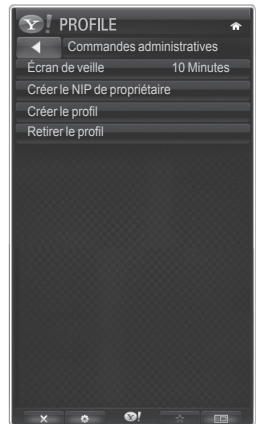 Y! PROFILE
Commandes administratives
Écran de veille 10 Minutes
Créer le NIP de propriétaire
Créer le profil
Retirer le profil
Y!